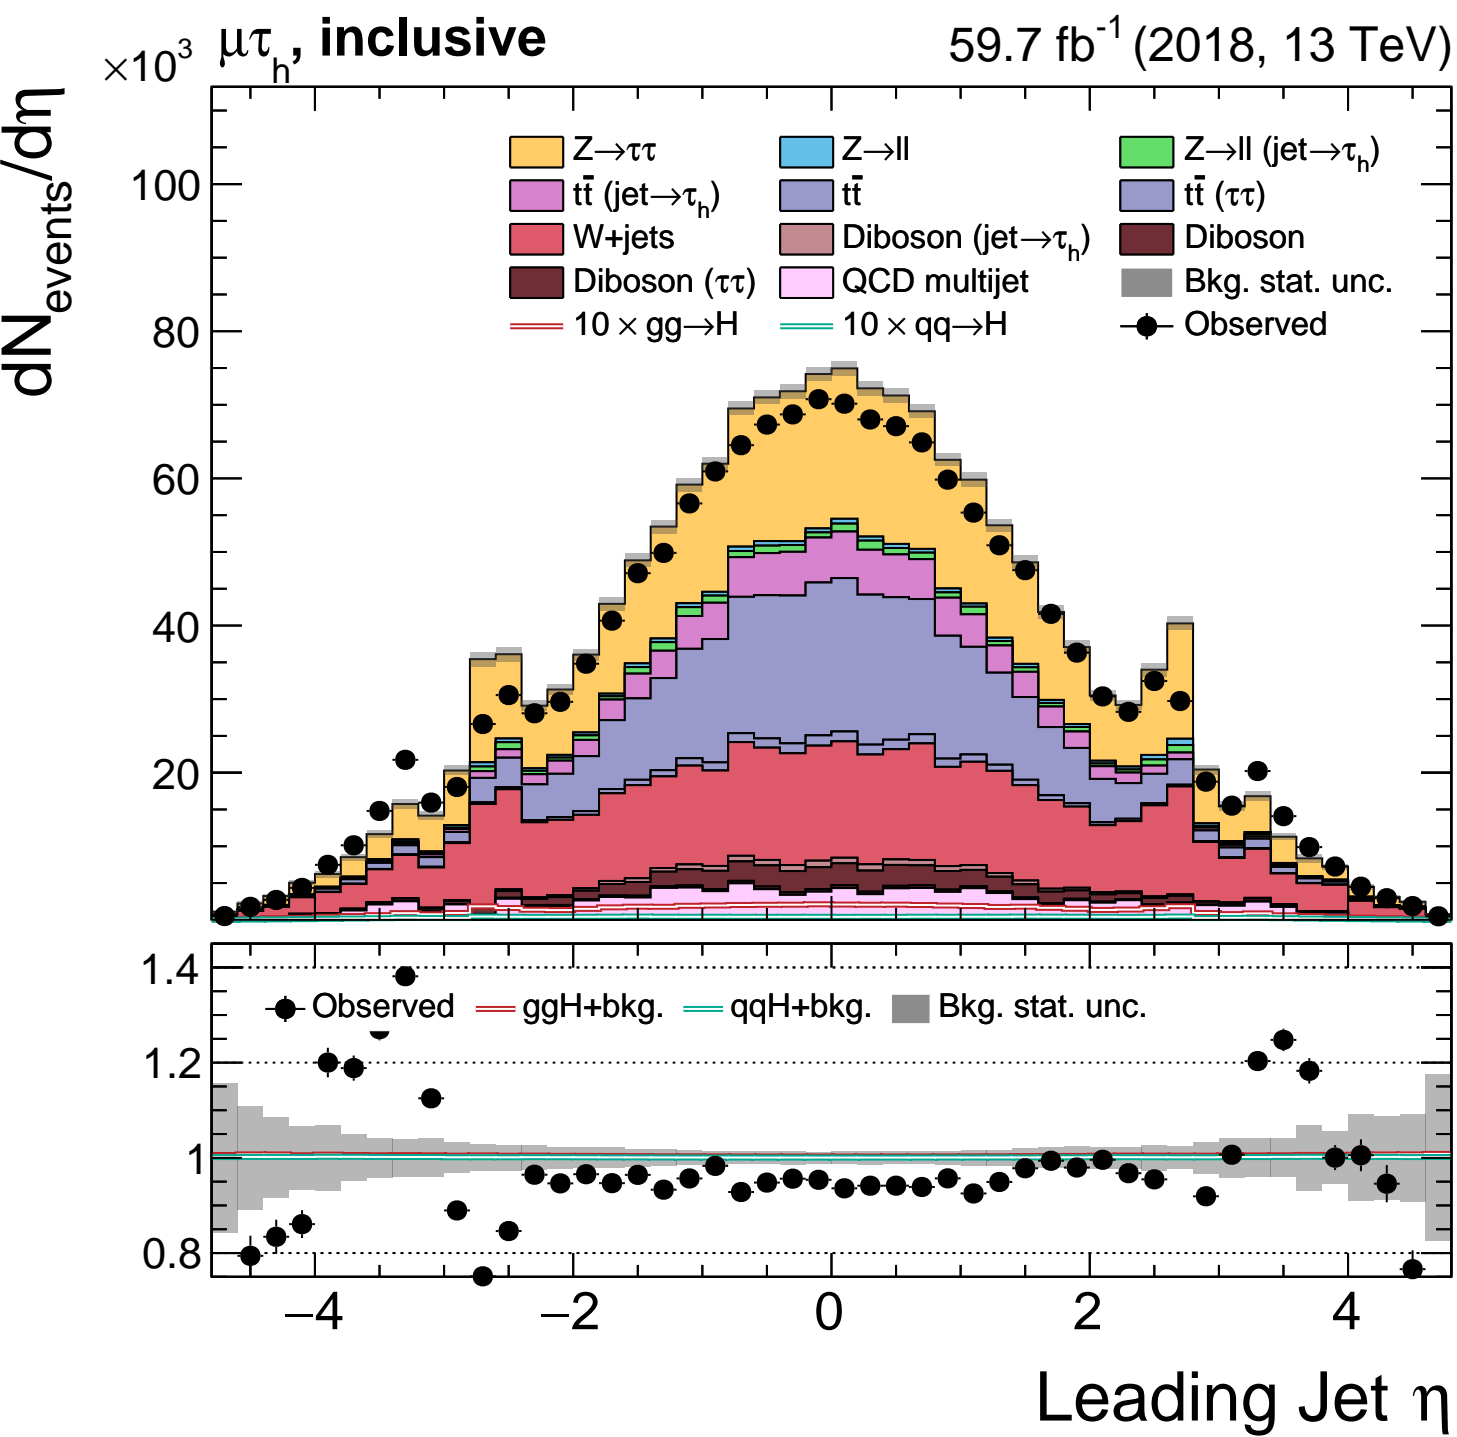 ×10³ μτₕ, inclusive 59.7 fb⁻¹ (2018, 13 TeV)
dN_events/dη
Z→ττ Z→ll Z→ll (jet→τₕ)
tt̄ (jet→τₕ) tt̄ tt̄ (ττ)
W+jets Diboson (jet→τₕ) Diboson
Diboson (ττ) QCD multijet Bkg. stat. unc.
10 × gg→H 10 × qq→H Observed
100
80
60
40
20
1.4
Observed ggH+bkg. qqH+bkg. Bkg. stat. unc.
1.2
1
0.8
−4 −2 0 2 4
Leading Jet η